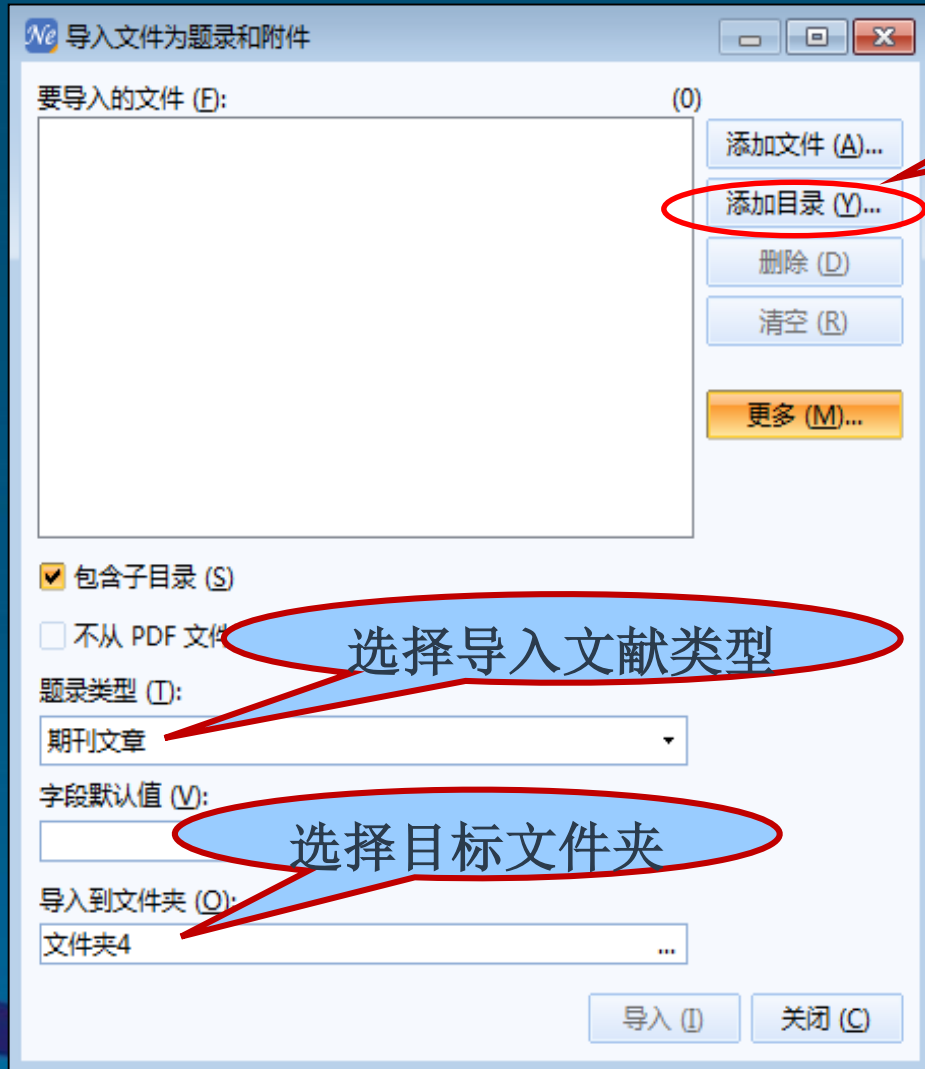 Ne 导入文件为题录和附件
要导入的文件 (F): (0)
添加文件 (A)...
添加目录 (Y)...
删除 (D)
清空 (R)
更多 (M)...
包含子目录 (S)
不从 PDF 文件
选择导入文献类型
题录类型 (T):
期刊文章
字段默认值 (V):
选择目标文件夹
导入到文件夹 (O):
文件夹4 ...
导入 (I) 关闭 (C)